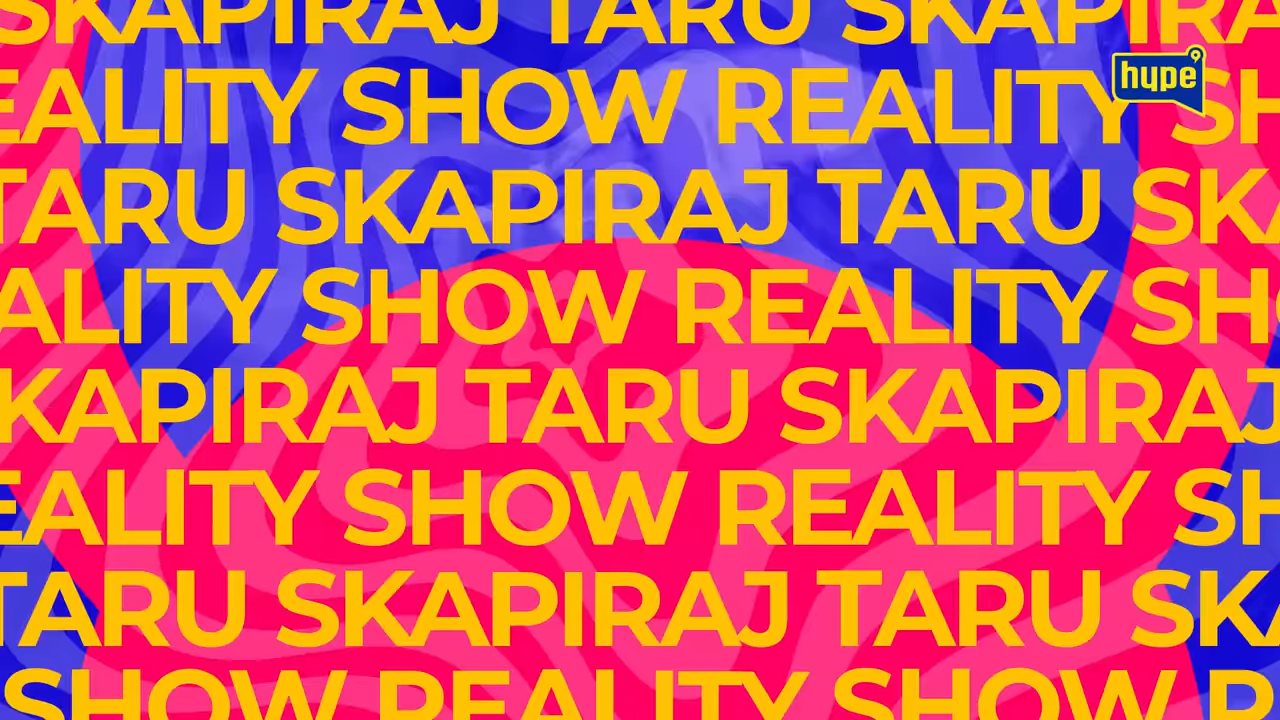 SKAPIRAJ TARU SKAPIRA
hype
EALITY SHOW REALITY SH
TARU SKAPIRAJ TARU SKA
ALITY SHOW REALITY SHO
KAPIRAJ TARU SKAPIRAJ
EALITY SHOW REALITY SH
TARU SKAPIRAJ TARU SKA
SHOW REALITY SHOW R